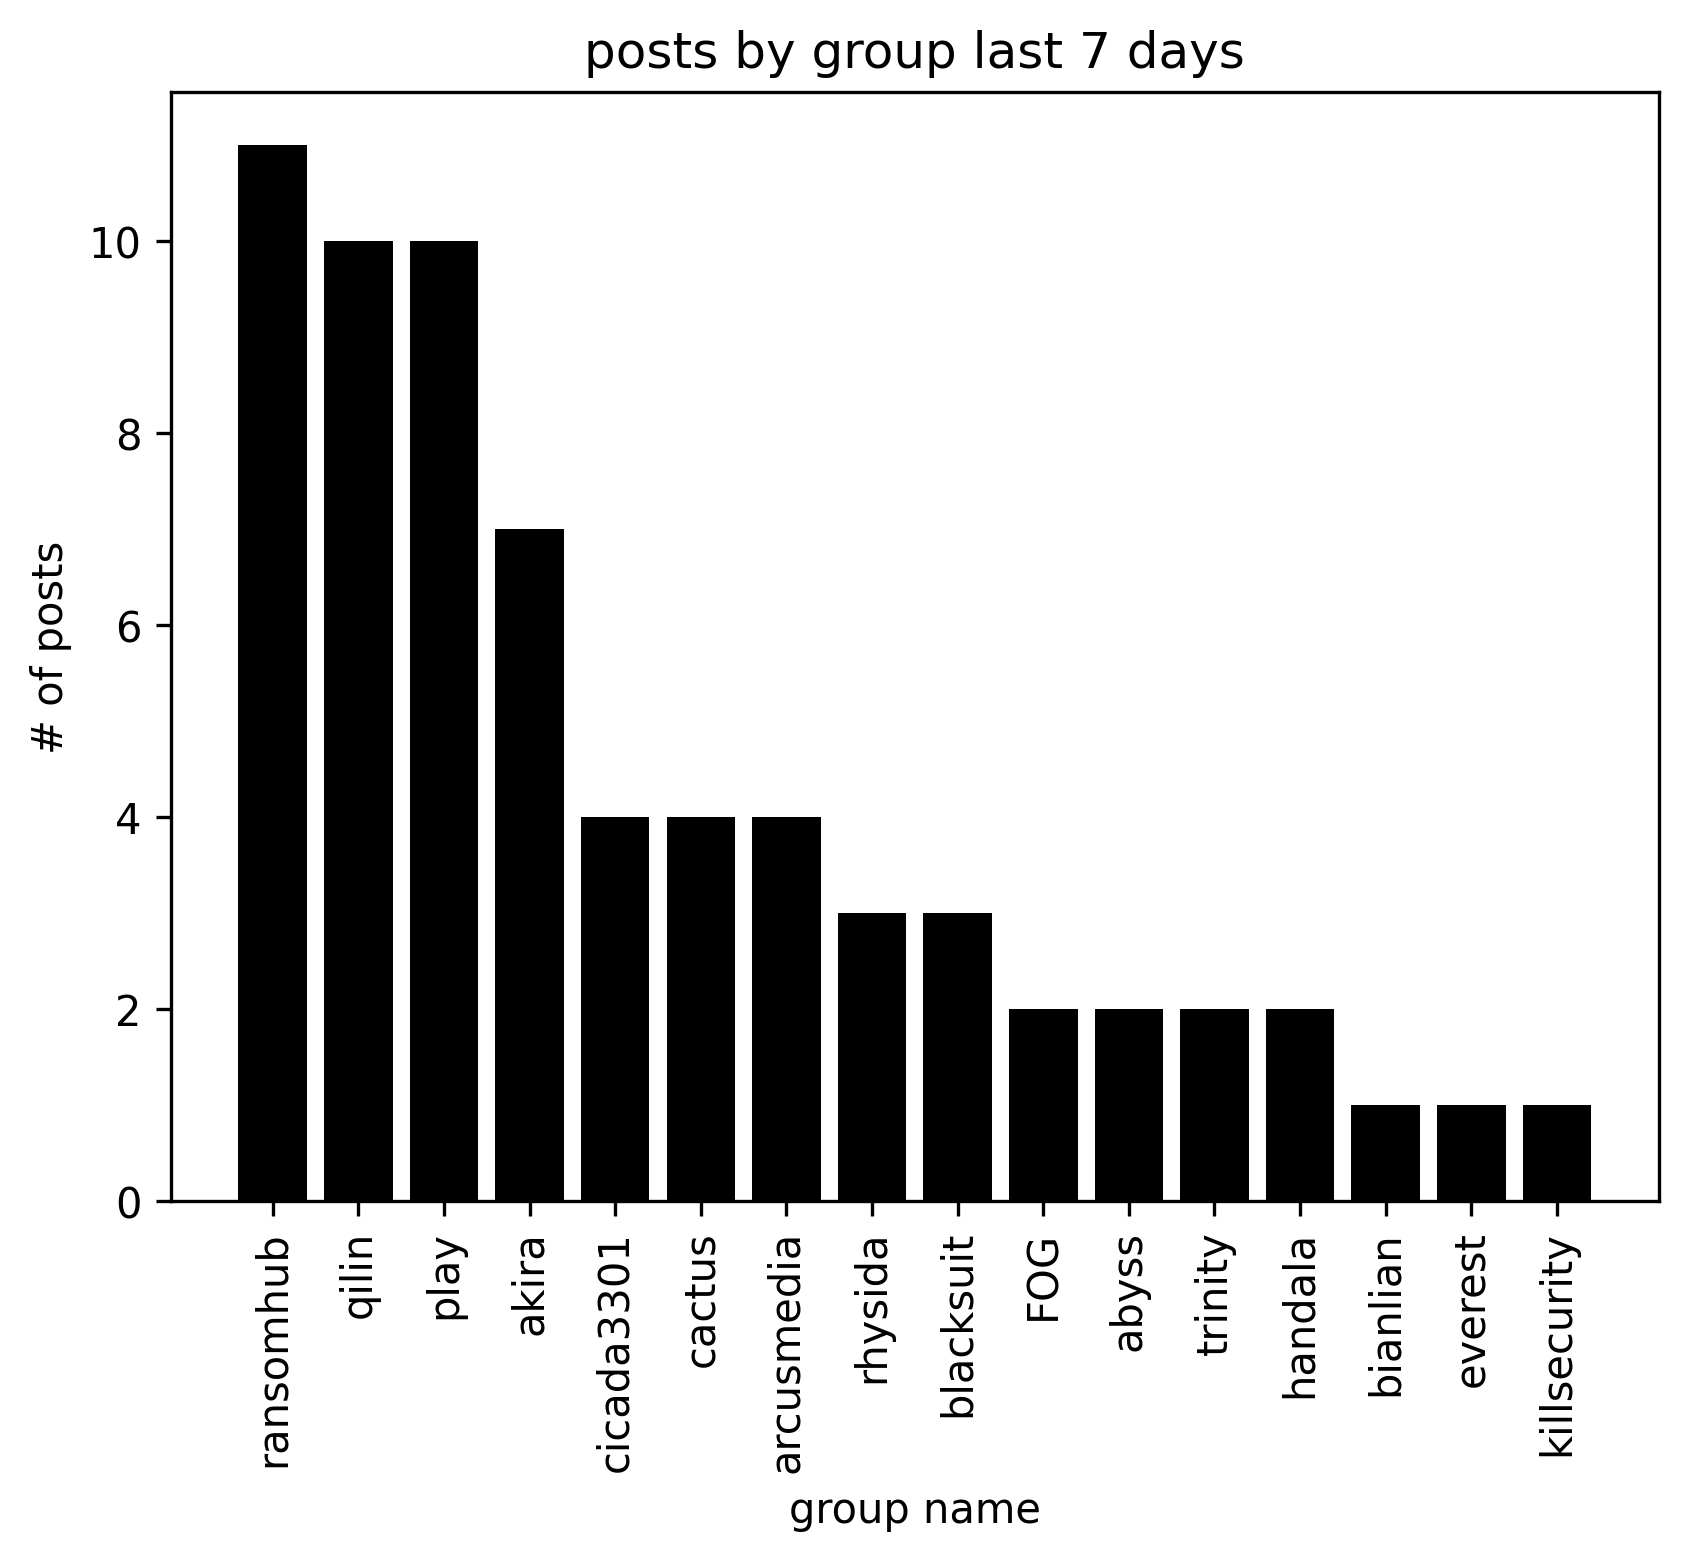 posts by group last 7 days
# of posts
10
8
6
4
2
0
ransomhub
qilin
play
akira
cicada3301
cactus
arcusmedia
rhysida
blacksuit
FOG
abyss
trinity
handala
bianlian
everest
killsecurity
group name